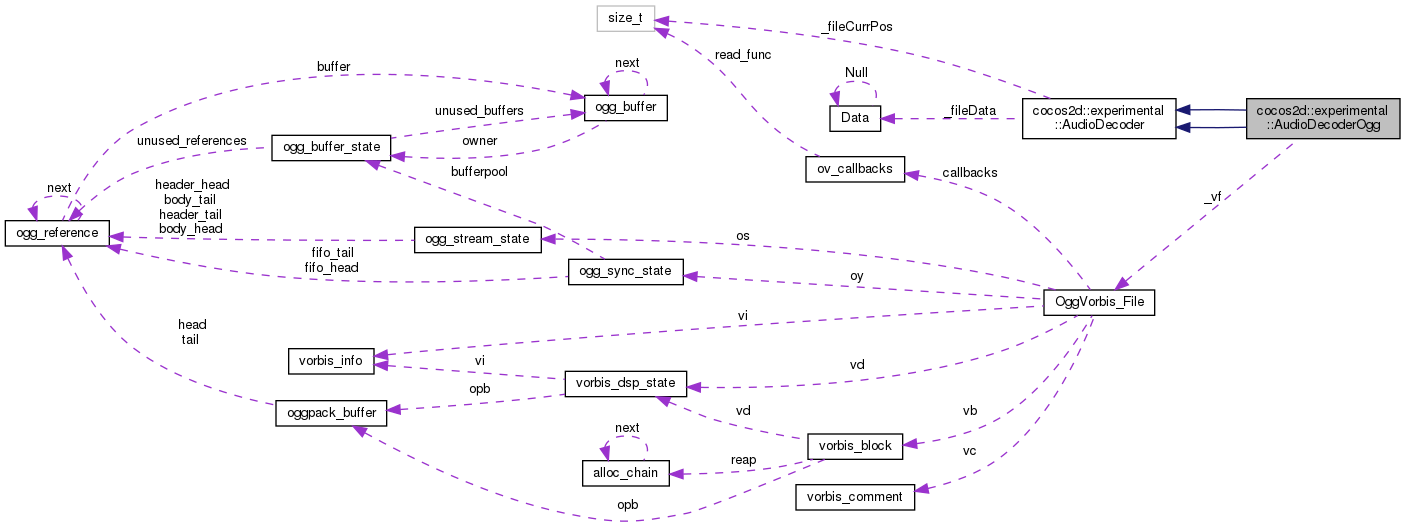 size_t
_fileCurrPos
read_func
buffer
next
Null
ogg_buffer
unused_buffers
Data
_fileData
cocos2d::experimental
::AudioDecoder
cocos2d::experimental
::AudioDecoderOgg
unused_references
ogg_buffer_state
owner
bufferpool
ov_callbacks
callbacks
_vf
next
header_head
body_tail
header_tail
body_head
ogg_reference
ogg_stream_state
os
fifo_tail
fifo_head
ogg_sync_state
oy
OggVorbis_File
head
tail
vi
vorbis_info
vi
vorbis_dsp_state
vd
opb
oggpack_buffer
vd
vb
next
reap
vorbis_block
vc
alloc_chain
opb
vorbis_comment